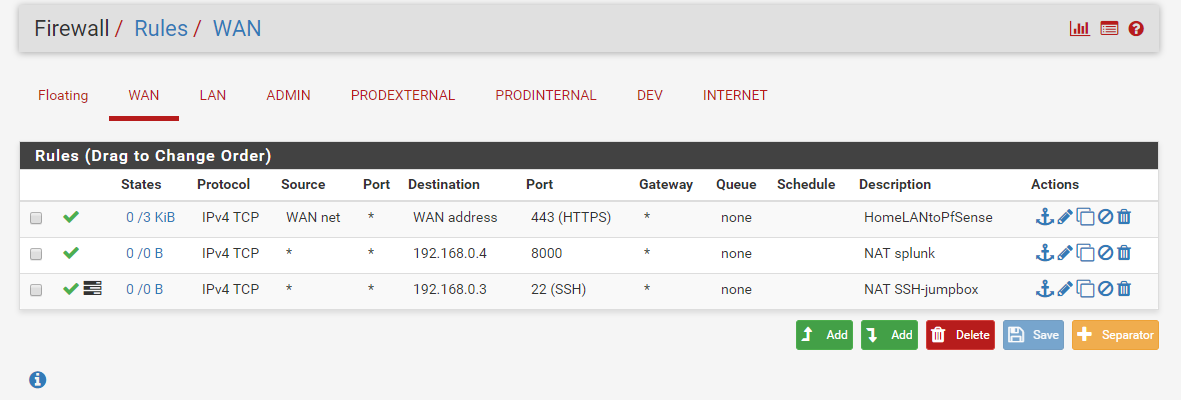 Firewall / Rules / WAN
Floating WAN LAN ADMIN PRODEXTERNAL PRODINTERNAL DEV INTERNET
Rules (Drag to Change Order)
States Protocol Source Port Destination Port Gateway Queue Schedule Description Actions
0 /3 KiB IPv4 TCP WAN net * WAN address 443 (HTTPS) * none HomeLANtoPfSense
0 /0 B IPv4 TCP * * 192.168.0.4 8000 * none NAT splunk
0 /0 B IPv4 TCP * * 192.168.0.3 22 (SSH) * none NAT SSH-jumpbox
Add Add Delete Save Separator